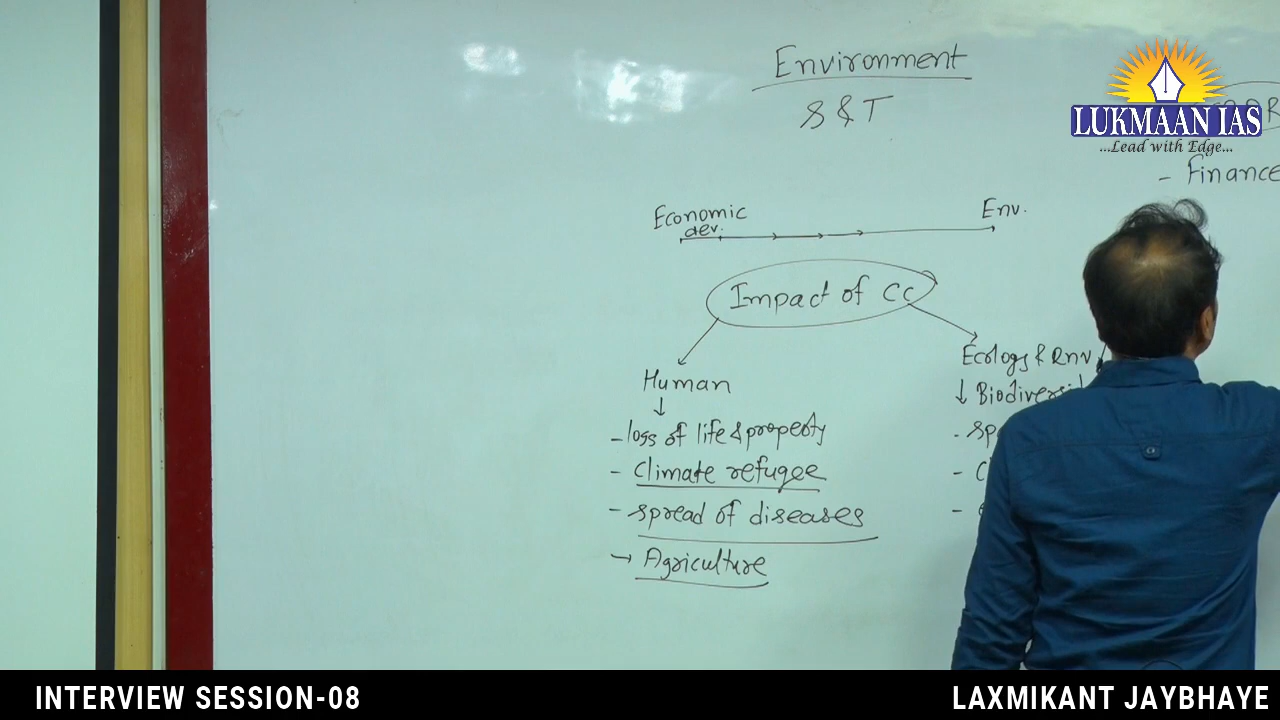 Environment
S & T
LUKMAAN IAS
...Lead with Edge...
- Finance
Economic dev.
Env.
Impact of CC
Human
Ecology & Env
↓ Biodiversi
- loss of life & property
- Climate refugee
- spread of diseases
→ Agriculture
INTERVIEW SESSION-08
LAXMIKANT JAYBHAYE